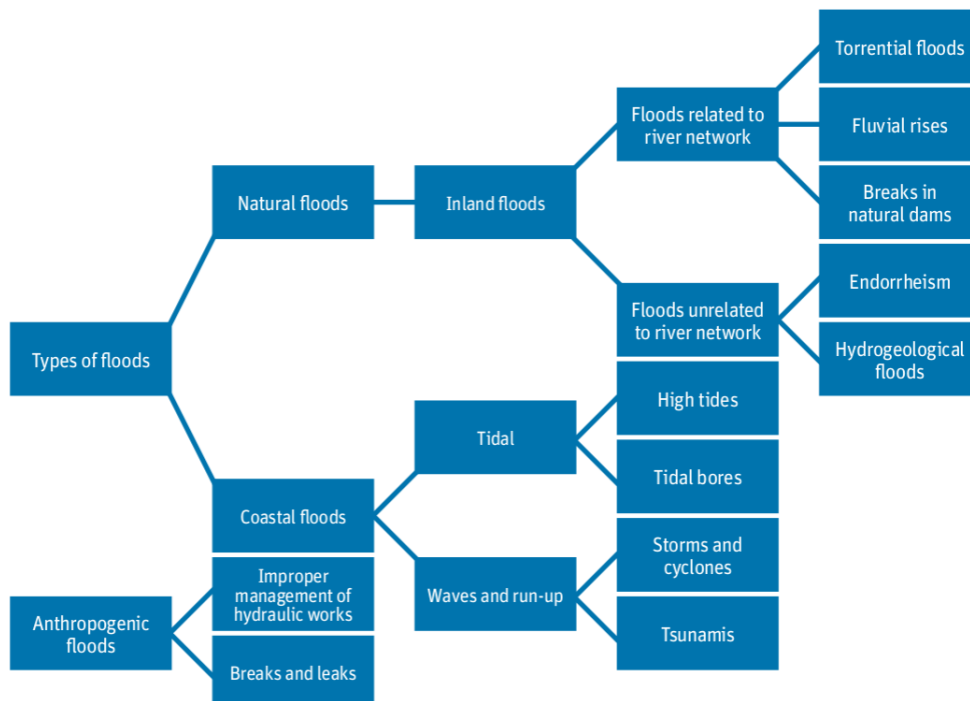 Torrential floods
Floods related to
river network
Fluvial rises
Breaks in
natural dams
Natural floods
Inland floods
Endorrheism
Floods unrelated
to river network
Hydrogeological
floods
Types of floods
High tides
Tidal
Tidal bores
Coastal floods
Storms and
cyclones
Improper
management of
hydraulic works
Waves and run-up
Anthropogenic
floods
Tsunamis
Breaks and leaks